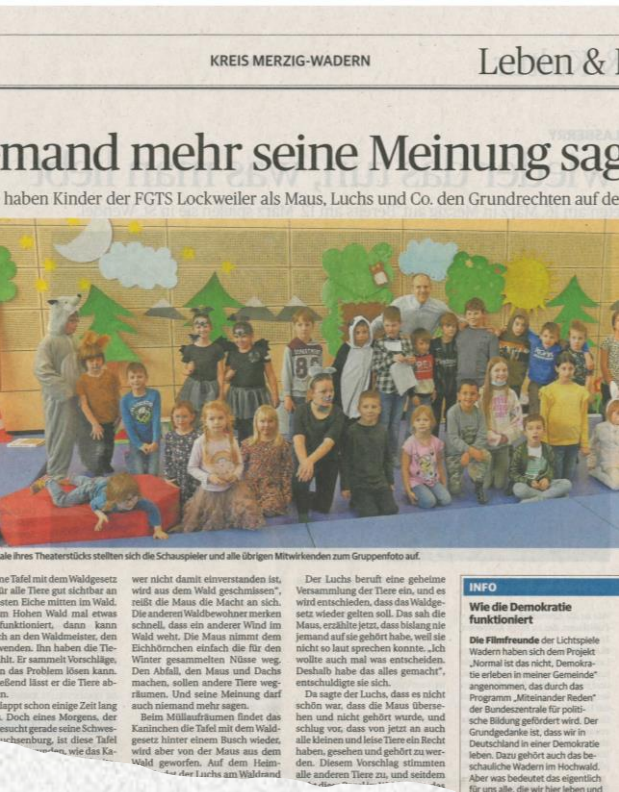 KREIS MERZIG-WADERN
Leben &
mand mehr seine Meinung sag
haben Kinder der FGTS Lockweiler als Maus, Luchs und Co. den Grundrechten auf de
ale ihres Theaterstücks stellten sich die Schauspieler und alle übrigen Mitwirkenden zum Gruppenfoto auf.
ne Tafel mit dem Waldgesetz
ür alle Tiere gut sichtbar an
sten Eiche mitten im Wald.
m Hohen Wald mal etwas
funktioniert, dann kann
ch an den Waldmeister, den
wenden. Ihn haben die Tie-
hlt. Er sammelt Vorschläge,
n das Problem lösen kann.
eßend lässt er die Tiere ab-
n.
lappt schon einige Zeit lang
. Doch eines Morgens, der
esucht gerade seine Schwes-
uchsenburg, ist diese Tafel
wie das Ka-
wer nicht damit einverstanden ist,
wird aus dem Wald geschmissen",
reißt die Maus die Macht an sich.
Die anderen Waldbewohner merken
schnell, dass ein anderer Wind im
Wald weht. Die Maus nimmt dem
Eichhörnchen einfach die für den
Winter gesammelten Nüsse weg.
Den Abfall, den Maus und Dachs
machen, sollen andere Tiere weg-
räumen. Und seine Meinung darf
auch niemand mehr sagen.
Beim Müllaufräumen findet das
Kaninchen die Tafel mit dem Wald-
gesetz hinter einem Busch wieder,
wird aber von der Maus aus dem
Wald geworfen. Auf dem Heim-
der Luchs am Waldrand
Der Luchs beruft eine geheime
Versammlung der Tiere ein, und es
wird entschieden, dass das Waldge-
setz wieder gelten soll. Das sah die
Maus, erzählte jetzt, dass bislang nie
jemand auf sie gehört habe, weil sie
nicht so laut sprechen konnte. „Ich
wollte auch mal was entscheiden.
Deshalb habe das alles gemacht",
entschuldigte sie sich.
Da sagte der Luchs, dass es nicht
schön war, dass die Maus überse-
hen und nicht gehört wurde, und
schlug vor, dass von jetzt an auch
alle kleinen und leise Tiere ein Recht
haben, gesehen und gehört zu wer-
den. Diesem Vorschlag stimmten
alle anderen Tiere zu, und seitdem
INFO
Wie die Demokratie
funktioniert
Die Filmfreunde der Lichtspiele
Wadern haben sich dem Projekt
„Normal ist das nicht, Demokra-
tie erleben in meiner Gemeinde"
angenommen, das durch das
Programm „Miteinander Reden"
der Bundeszentrale für politi-
sche Bildung gefördert wird. Der
Grundgedanke ist, dass wir in
Deutschland in einer Demokratie
leben. Dazu gehört auch das be-
schauliche Wadern im Hochwald.
Aber was bedeutet das eigentlich
für uns alle, die wir hier leben und